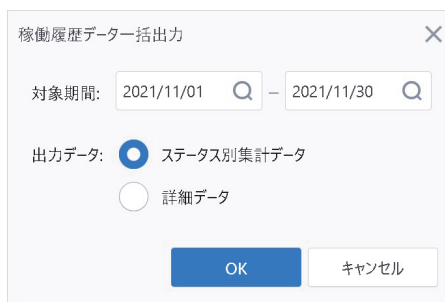 稼働履歴データ一括出力
対象期間: 2021/11/01 – 2021/11/30
出力データ: ステータス別集計データ
詳細データ
OK キャンセル